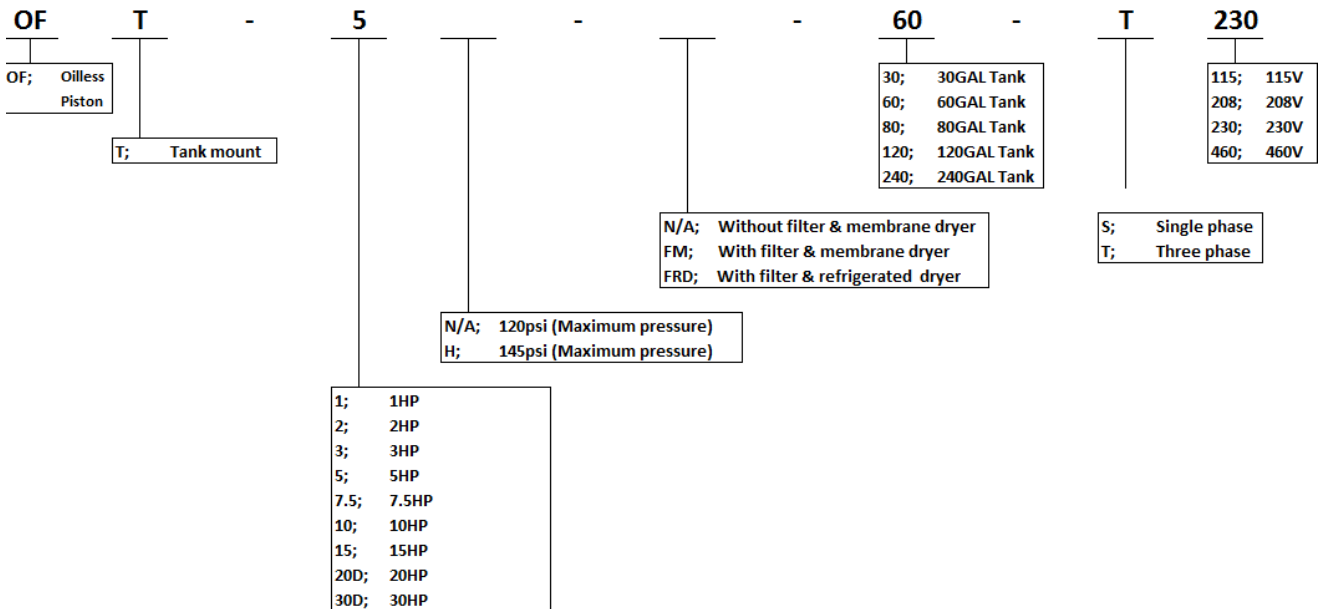 OF T - 5 - - 60 - T 230
OF; Oilless
Piston
T; Tank mount
30; 30GAL Tank
60; 60GAL Tank
80; 80GAL Tank
120; 120GAL Tank
240; 240GAL Tank
115; 115V
208; 208V
230; 230V
460; 460V
N/A; Without filter & membrane dryer
FM; With filter & membrane dryer
FRD; With filter & refrigerated dryer
S; Single phase
T; Three phase
N/A; 120psi (Maximum pressure)
H; 145psi (Maximum pressure)
1; 1HP
2; 2HP
3; 3HP
5; 5HP
7.5; 7.5HP
10; 10HP
15; 15HP
20D; 20HP
30D; 30HP